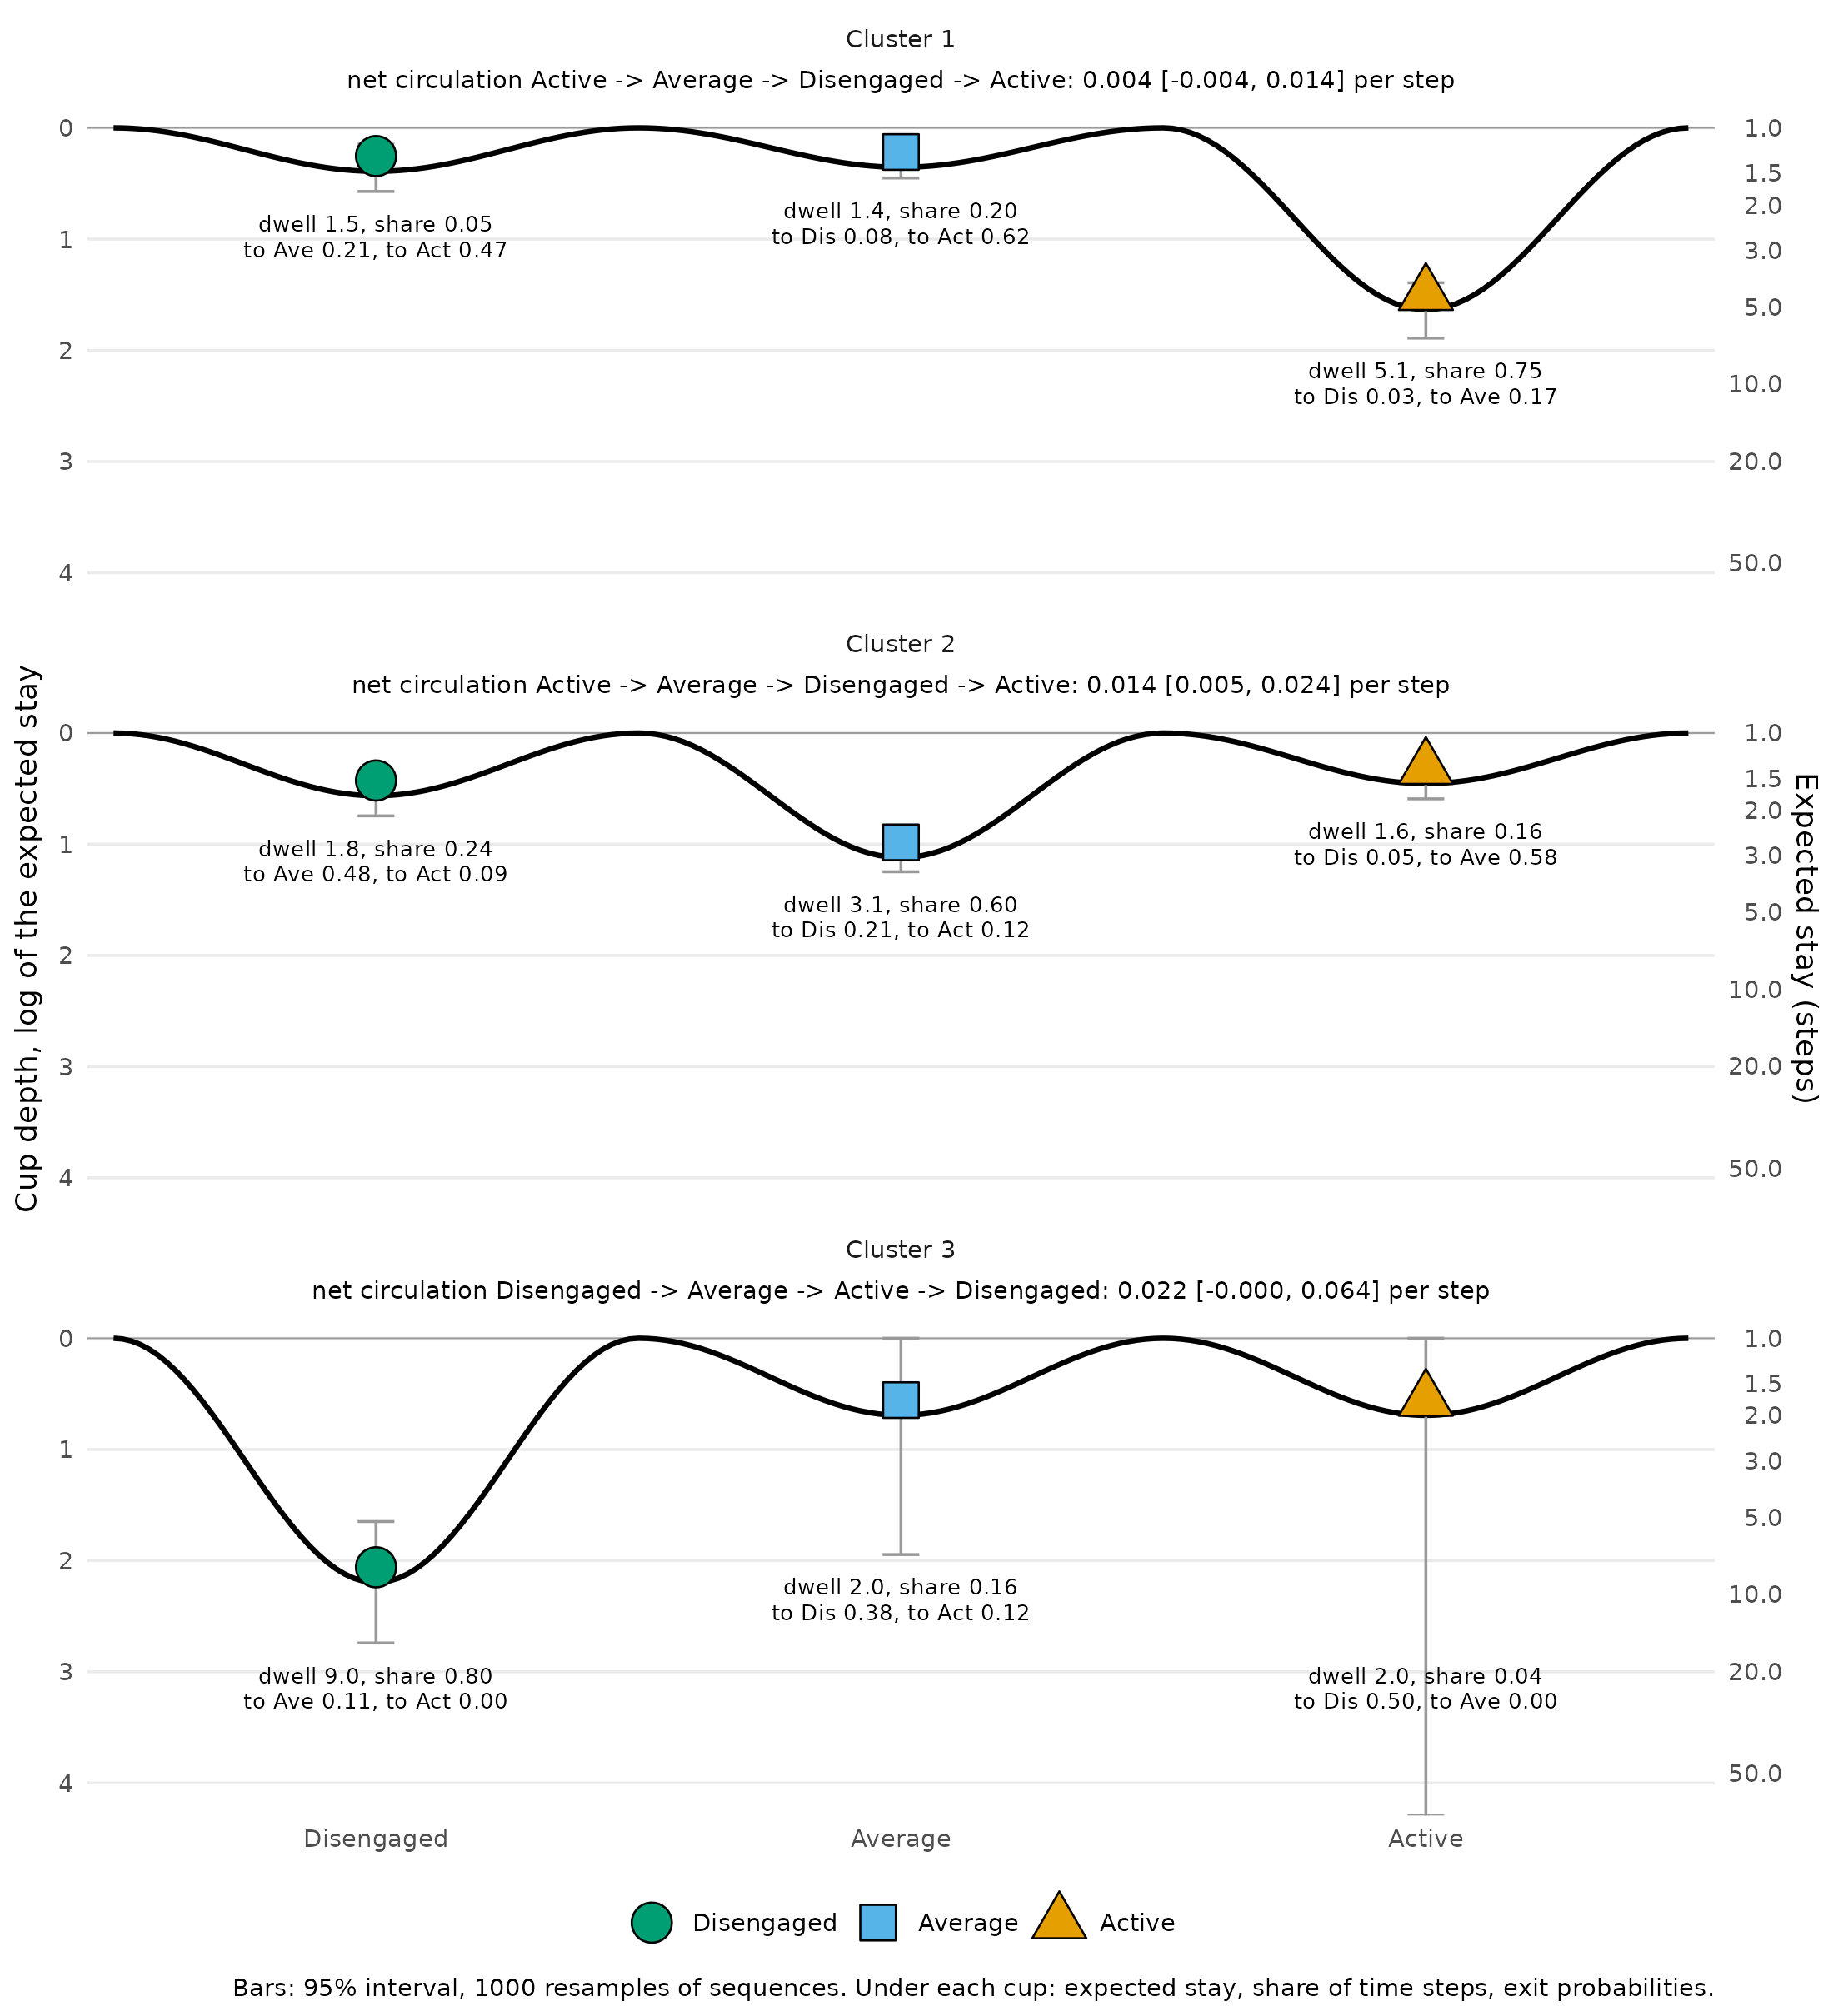 Cluster 1
net circulation Active -> Average -> Disengaged -> Active: 0.004 [-0.004, 0.014] per step
0
1
2
3
4
1.0
1.5
2.0
3.0
5.0
10.0
20.0
50.0
dwell 1.5, share 0.05
to Ave 0.21, to Act 0.47
dwell 1.4, share 0.20
to Dis 0.08, to Act 0.62
dwell 5.1, share 0.75
to Dis 0.03, to Ave 0.17
Cup depth, log of the expected stay
Expected stay (steps)
Cluster 2
net circulation Active -> Average -> Disengaged -> Active: 0.014 [0.005, 0.024] per step
0
1
2
3
4
1.0
1.5
2.0
3.0
5.0
10.0
20.0
50.0
dwell 1.8, share 0.24
to Ave 0.48, to Act 0.09
dwell 3.1, share 0.60
to Dis 0.21, to Act 0.12
dwell 1.6, share 0.16
to Dis 0.05, to Ave 0.58
Cluster 3
net circulation Disengaged -> Average -> Active -> Disengaged: 0.022 [-0.000, 0.064] per step
0
1
2
3
4
1.0
1.5
2.0
3.0
5.0
10.0
20.0
50.0
dwell 9.0, share 0.80
to Ave 0.11, to Act 0.00
dwell 2.0, share 0.16
to Dis 0.38, to Act 0.12
dwell 2.0, share 0.04
to Dis 0.50, to Ave 0.00
Disengaged
Average
Active
Disengaged
Average
Active
Bars: 95% interval, 1000 resamples of sequences. Under each cup: expected stay, share of time steps, exit probabilities.